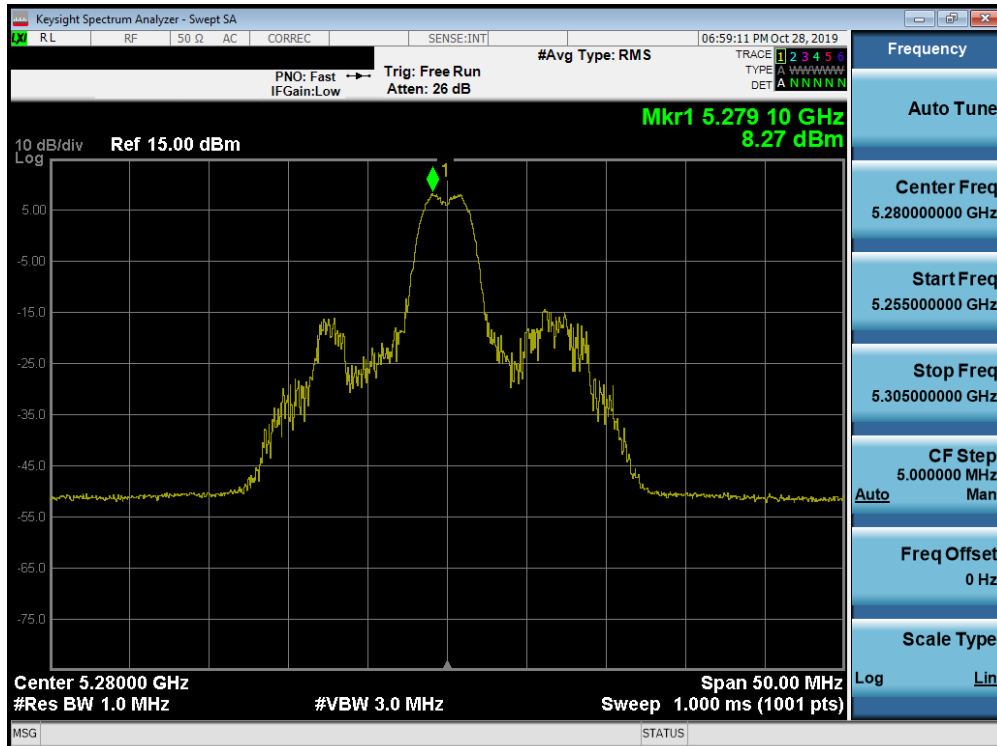 Keysight Spectrum Analyzer - Swept SA
LXI RL RF 50 Ω AC CORREC SENSE:INT 06:59:11 PM Oct 28, 2019
#Avg Type: RMS TRACE 1 2 3 4 5 6
PNO: Fast Trig: Free Run TYPE A WWWWW
IFGain:Low Atten: 26 dB DET A N N N N N
Mkr1 5.279 10 GHz
8.27 dBm
10 dB/div Ref 15.00 dBm
Log
1
5.00
-5.00
-15.0
-25.0
-35.0
-45.0
-55.0
-65.0
-75.0
Center 5.28000 GHz Span 50.00 MHz
#Res BW 1.0 MHz #VBW 3.0 MHz Sweep 1.000 ms (1001 pts)
MSG STATUS
Frequency
Auto Tune
Center Freq
5.280000000 GHz
Start Freq
5.255000000 GHz
Stop Freq
5.305000000 GHz
CF Step
5.000000 MHz
Auto Man
Freq Offset
0 Hz
Scale Type
Log Lin